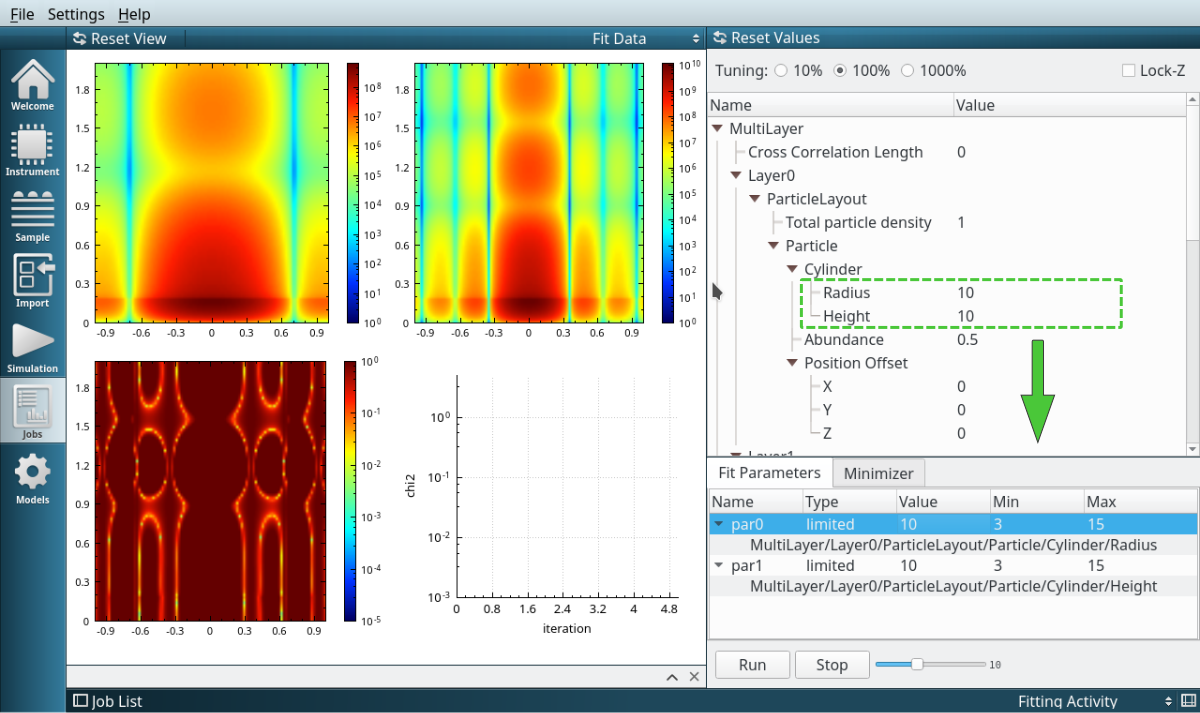 File Settings Help
Reset View
Fit Data
Reset Values
Welcome
Instrument
Sample
Import
Simulation
Jobs
Models
1.8
1.5
1.2
0.9
0.6
0.3
0
-0.9 -0.6 -0.3 0 0.3 0.6 0.9
10^8
10^7
10^6
10^5
10^4
10^3
10^2
10^1
10^0
1.8
1.5
1.2
0.9
0.6
0.3
0
-0.9 -0.6 -0.3 0 0.3 0.6 0.9
10^10
10^9
10^8
10^7
10^6
10^5
10^4
10^3
10^2
10^1
10^0
1.8
1.5
1.2
0.9
0.6
0.3
0
-0.9 -0.6 -0.3 0 0.3 0.6 0.9
10^0
10^-1
10^-2
10^-3
10^-4
10^-5
chi2
10^0
10^-1
10^-2
10^-3
0 0.8 1.6 2.4 3.2 4 4.8
iteration
Tuning: 10% 100% 1000% Lock-Z
Name Value
MultiLayer
Cross Correlation Length 0
Layer0
ParticleLayout
Total particle density 1
Particle
Cylinder
Radius 10
Height 10
Abundance 0.5
Position Offset
X 0
Y 0
Z 0
Layer1
Fit Parameters Minimizer
Name Type Value Min Max
par0 limited 10 3 15
MultiLayer/Layer0/ParticleLayout/Particle/Cylinder/Radius
par1 limited 10 3 15
MultiLayer/Layer0/ParticleLayout/Particle/Cylinder/Height
Run Stop 10
Job List
Fitting Activity